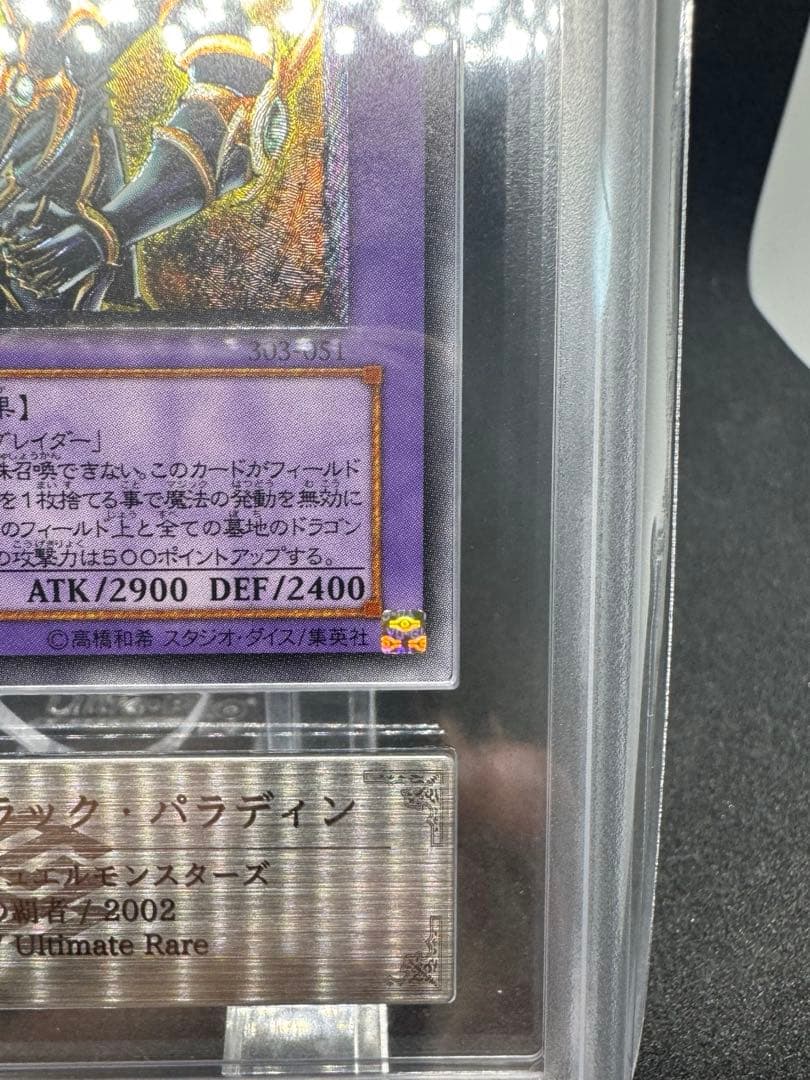 303-051
果】
グレイダー」
殊召喚できない。このカードがフィールド
を1枚捨てる事で魔法の発動を無効に
のフィールド上と全ての墓地のドラゴン
の攻撃力は500ポイントアップする。
ATK/2900 DEF/2400
©高橋和希 スタジオ・ダイス/集英社
ラック・パラディン
ュエルモンスターズ
の覇者 / 2002
/ Ultimate Rare